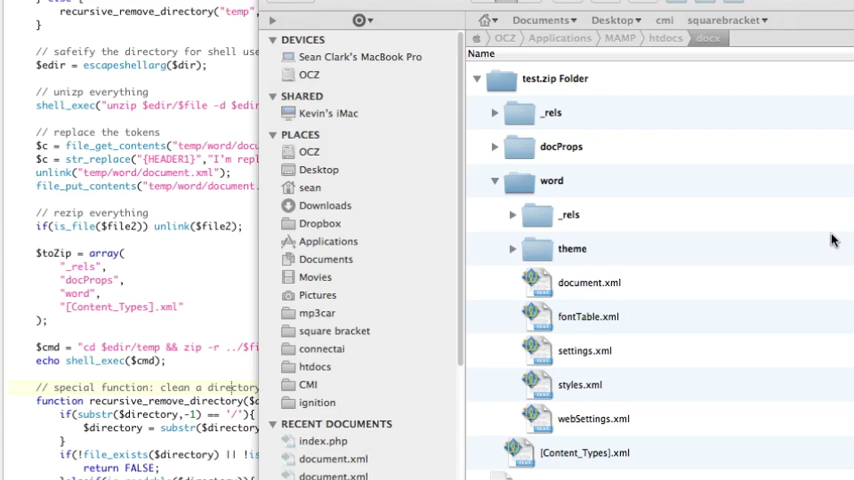 recursive_remove_directory("temp",
// safeify the directory for shell use
$edir = escapeshellarg($dir);
// unizp everything
shell_exec("unzip $edir/$file -d $edir
// replace the tokens
$c = file_get_contents("temp/word/docu
$c = str_replace("{HEADER1}","I'm repl
unlink("temp/word/document.xml");
file_put_contents("temp/word/document.
// rezip everything
if(is_file($file2)) unlink($file2);
$toZip = array(
"_rels",
"docProps",
"word",
"[Content_Types].xml"
);
$cmd = "cd $edir/temp && zip -r ../$fi
echo shell_exec($cmd);
// special function: clean a directory
function recursive_remove_directory($d
if(substr($directory,-1) == '/'){
$directory = substr($directory
}
if(!file_exists($directory) || !is
return FALSE;
DEVICES
Sean Clark's MacBook Pro
OCZ
SHARED
Kevin's iMac
PLACES
OCZ
Desktop
sean
Downloads
Dropbox
Applications
Documents
Movies
Pictures
mp3car
square bracket
connectai
htdocs
CMI
ignition
RECENT DOCUMENTS
index.php
document.xml
document.xml
Documents Desktop cmi squarebracket
OCZ Applications MAMP htdocs docx
Name
test.zip Folder
_rels
docProps
word
_rels
theme
document.xml
fontTable.xml
settings.xml
styles.xml
webSettings.xml
[Content_Types].xml